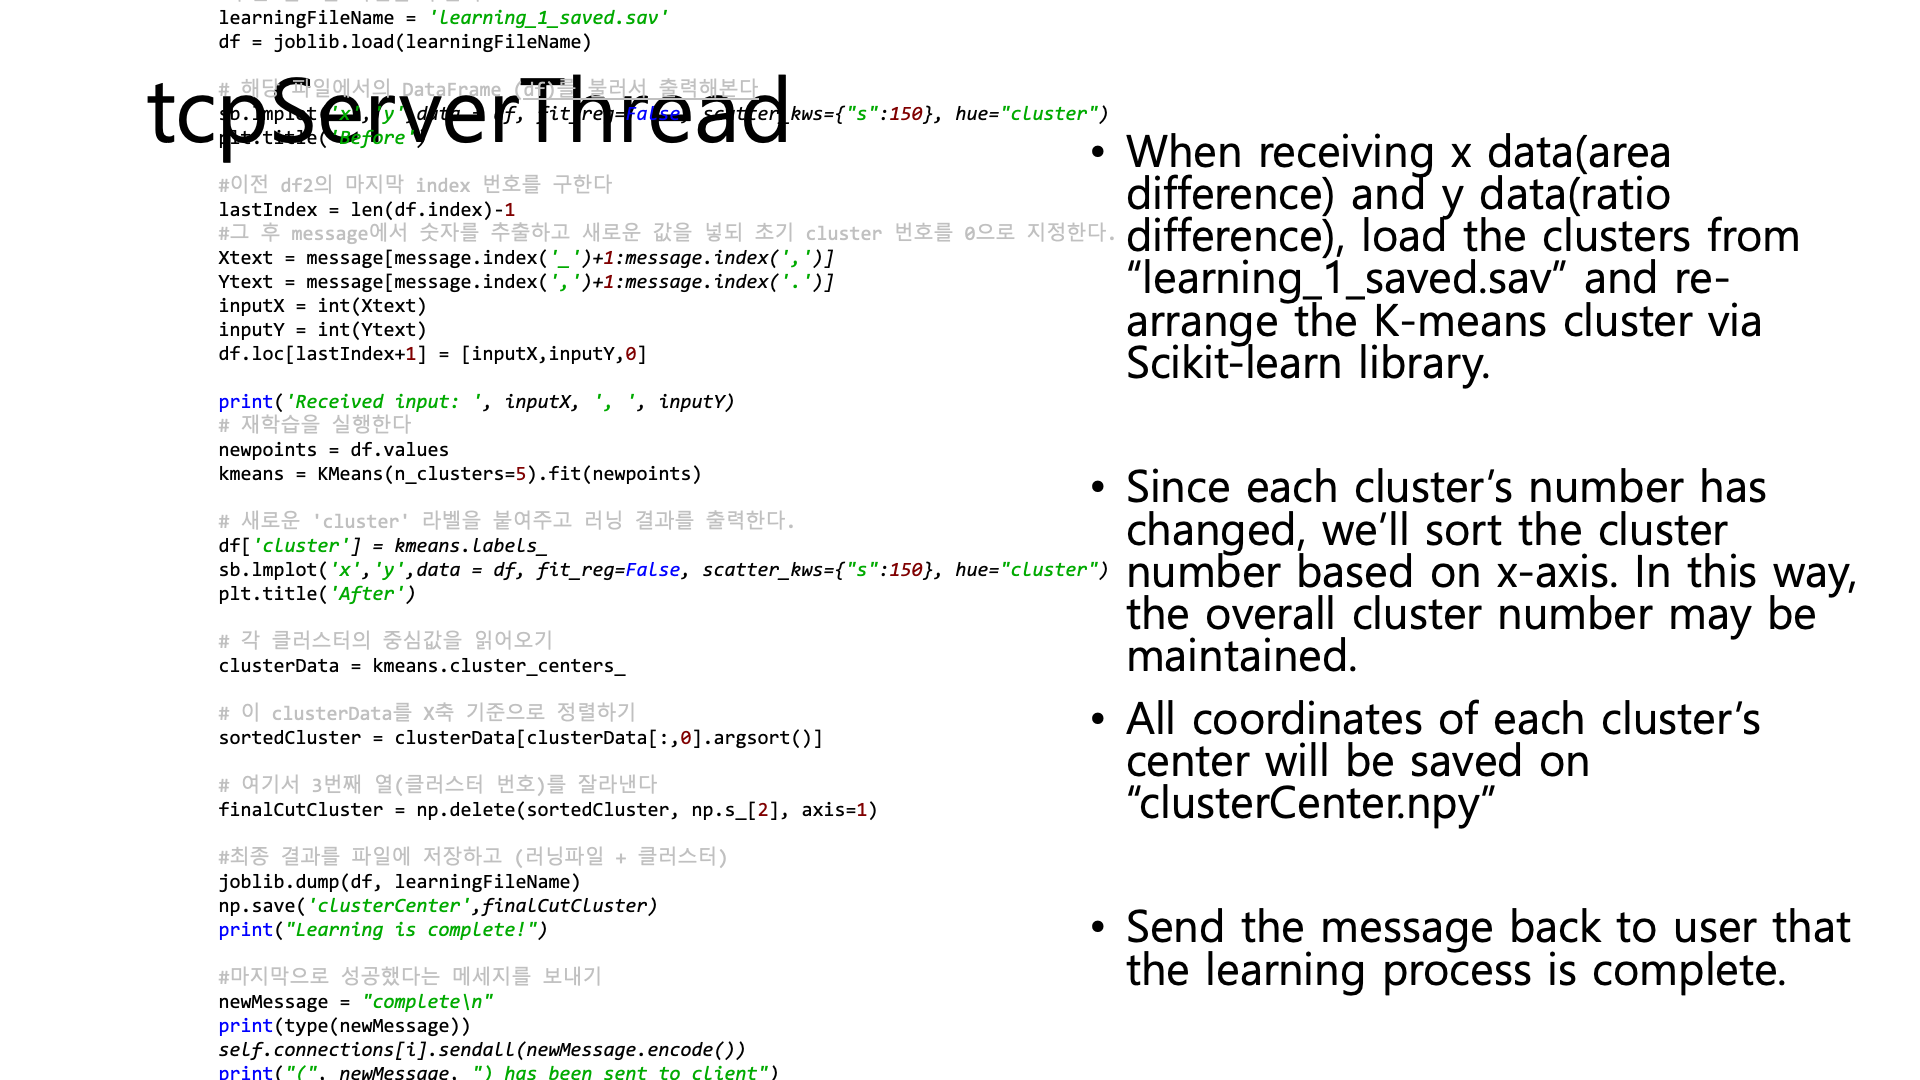 learningFileName = 'learning_1_saved.sav'
df = joblib.load(learningFileName)
# 해당 파일에서의 DataFrame (df)를 불러서 출력해본다
tcpServerThread
sb.lmplot('x','y',data = df, fit_reg=False, scatter_kws={"s":150}, hue="cluster")
plt.title('Before')
#이전 df2의 마지막 index 번호를 구한다
lastIndex = len(df.index)-1
#그 후 message에서 숫자를 추출하고 새로운 값을 넣되 초기 cluster 번호를 0으로 지정한다.
Xtext = message[message.index('_')+1:message.index(',')]
Ytext = message[message.index(',')+1:message.index('.')]
inputX = int(Xtext)
inputY = int(Ytext)
df.loc[lastIndex+1] = [inputX,inputY,0]
print('Received input: ', inputX, ', ', inputY)
# 재학습을 실행한다
newpoints = df.values
kmeans = KMeans(n_clusters=5).fit(newpoints)
# 새로운 'cluster' 라벨을 붙여주고 러닝 결과를 출력한다.
df['cluster'] = kmeans.labels_
sb.lmplot('x','y',data = df, fit_reg=False, scatter_kws={"s":150}, hue="cluster")
plt.title('After')
# 각 클러스터의 중심값을 읽어오기
clusterData = kmeans.cluster_centers_
# 이 clusterData를 X축 기준으로 정렬하기
sortedCluster = clusterData[clusterData[:,0].argsort()]
# 여기서 3번째 열(클러스터 번호)를 잘라낸다
finalCutCluster = np.delete(sortedCluster, np.s_[2], axis=1)
#최종 결과를 파일에 저장하고 (러닝파일 + 클러스터)
joblib.dump(df, learningFileName)
np.save('clusterCenter',finalCutCluster)
print("Learning is complete!")
#마지막으로 성공했다는 메세지를 보내기
newMessage = "complete\n"
print(type(newMessage))
self.connections[i].sendall(newMessage.encode())
print("(", newMessage, ") has been sent to client")
• When receiving x data(area
difference) and y data(ratio
difference), load the clusters from
“learning_1_saved.sav” and re-
arrange the K-means cluster via
Scikit-learn library.
• Since each cluster’s number has
changed, we’ll sort the cluster
number based on x-axis. In this way,
the overall cluster number may be
maintained.
• All coordinates of each cluster’s
center will be saved on
“clusterCenter.npy”
• Send the message back to user that
the learning process is complete.